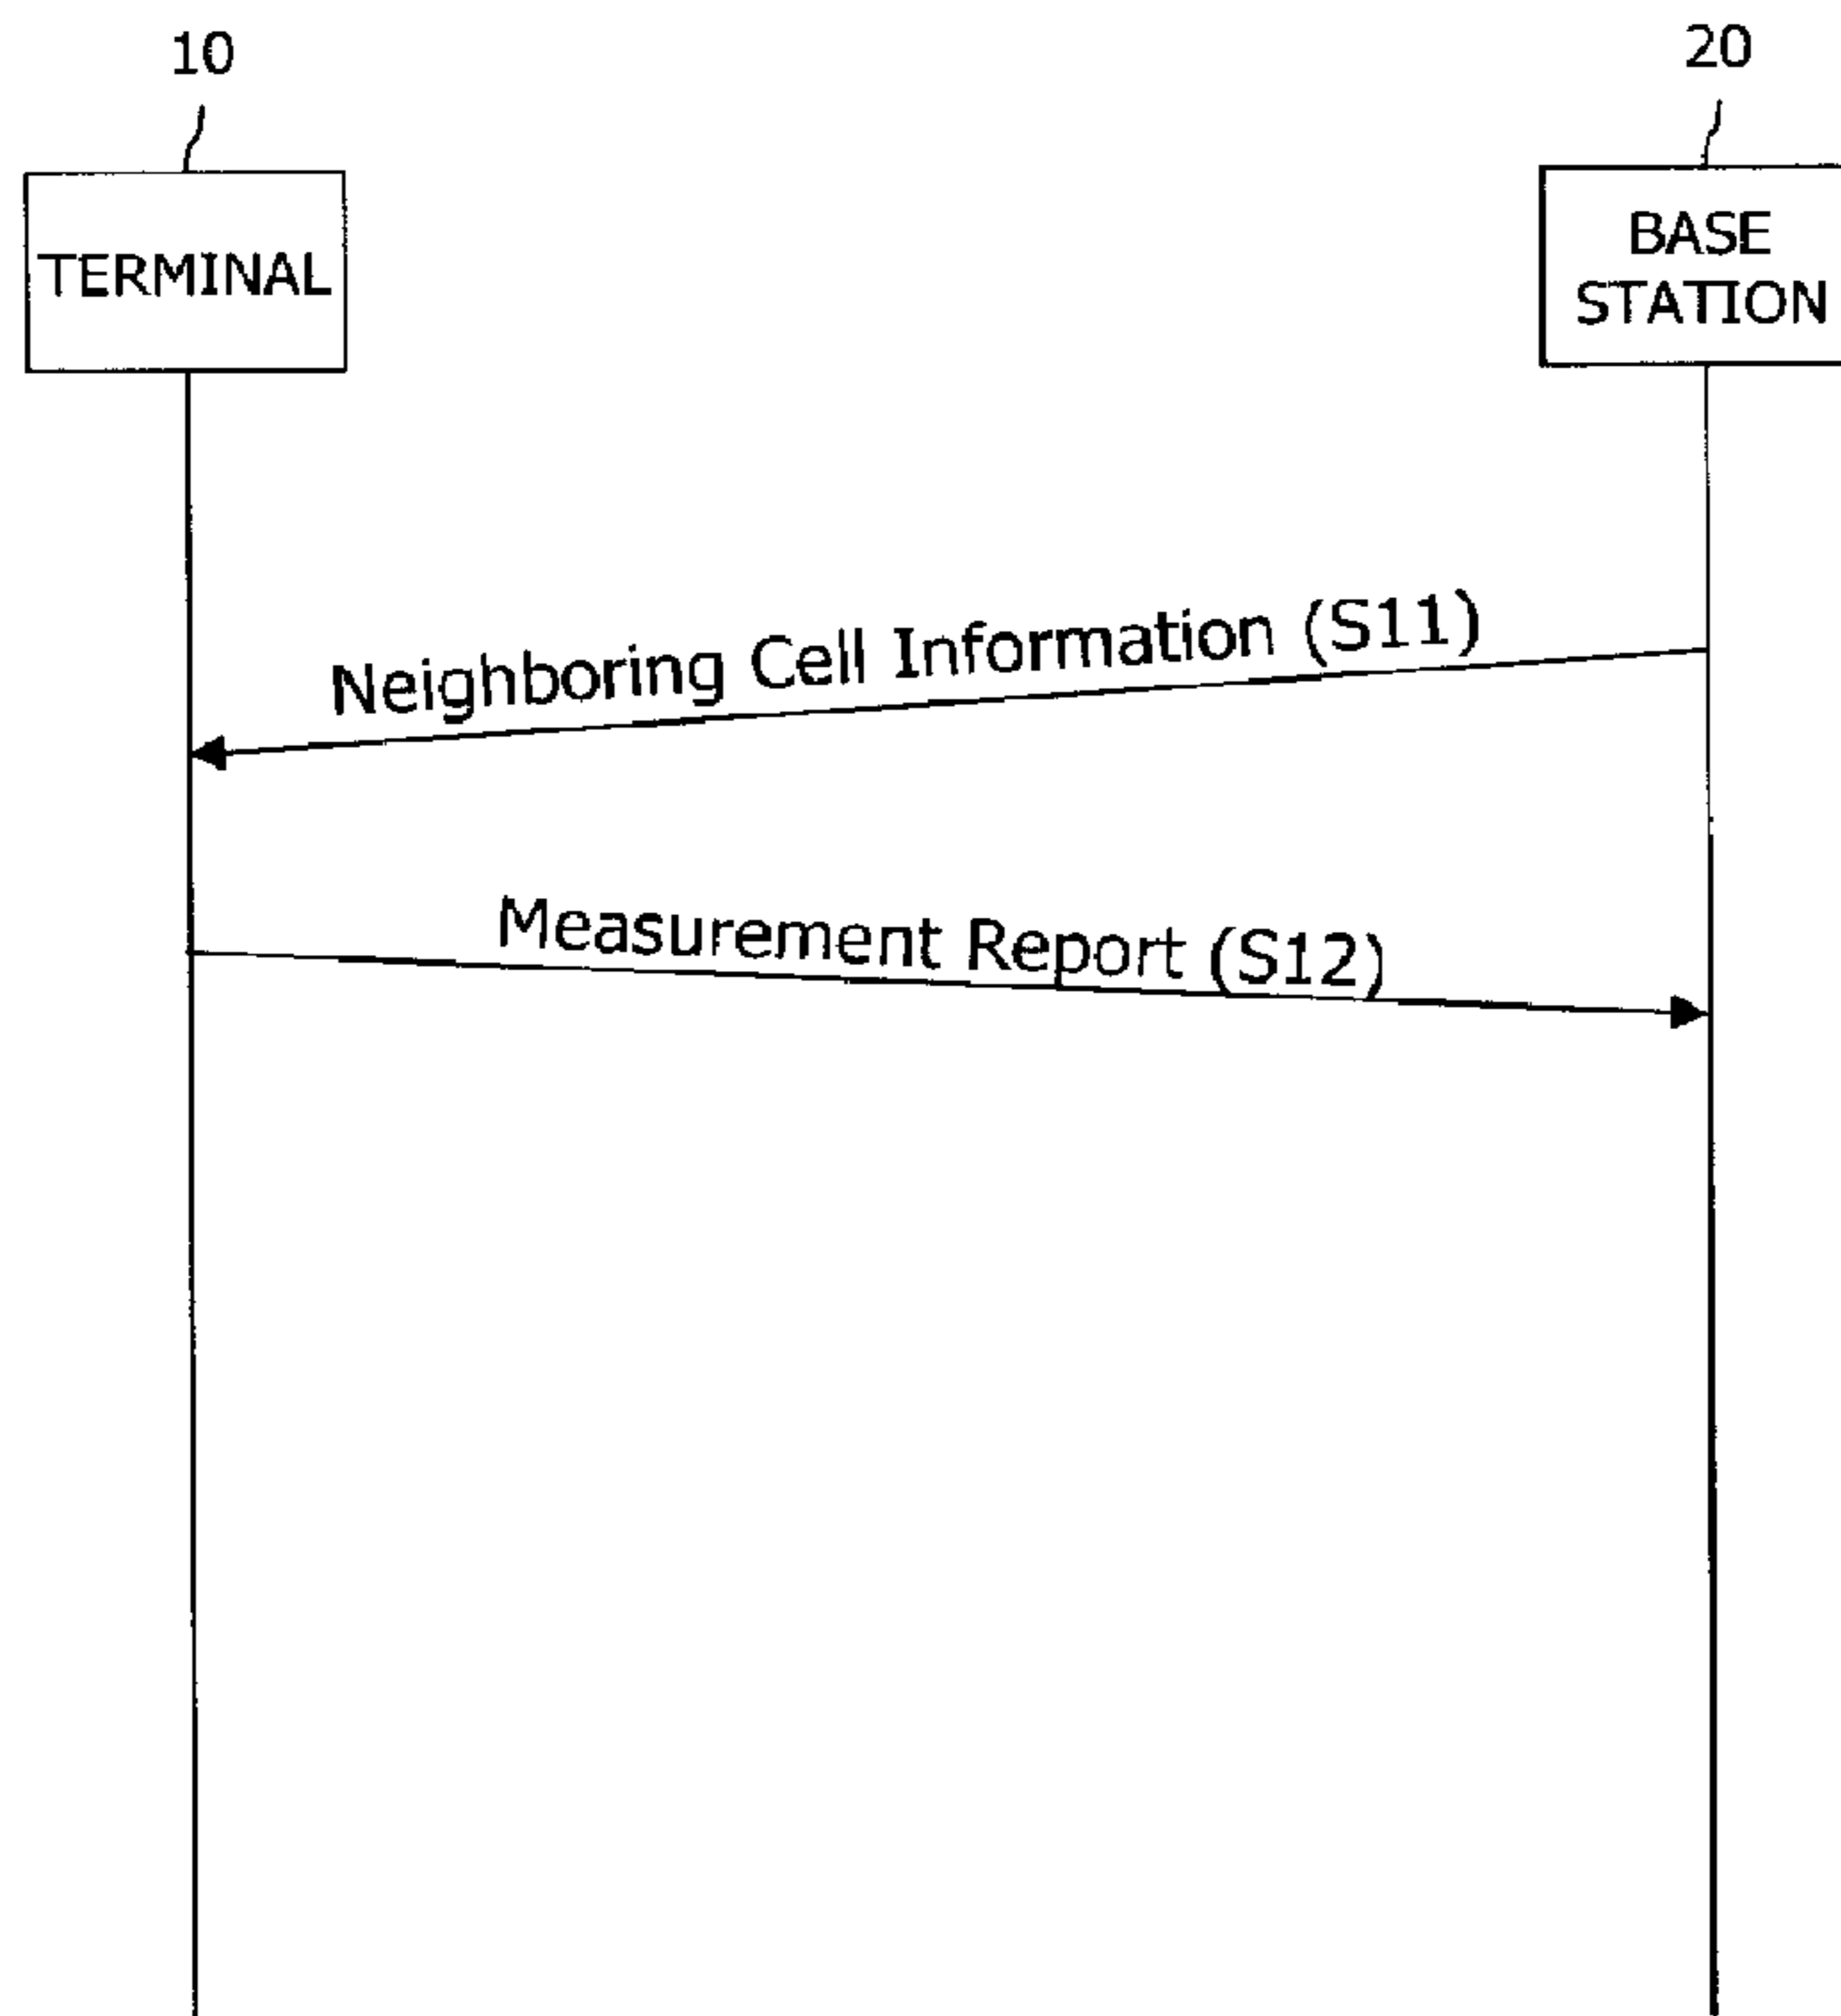 10
20
TERMINAL
BASE
STATION
Neighboring Cell Information (S11)
Measurement Report (S12)